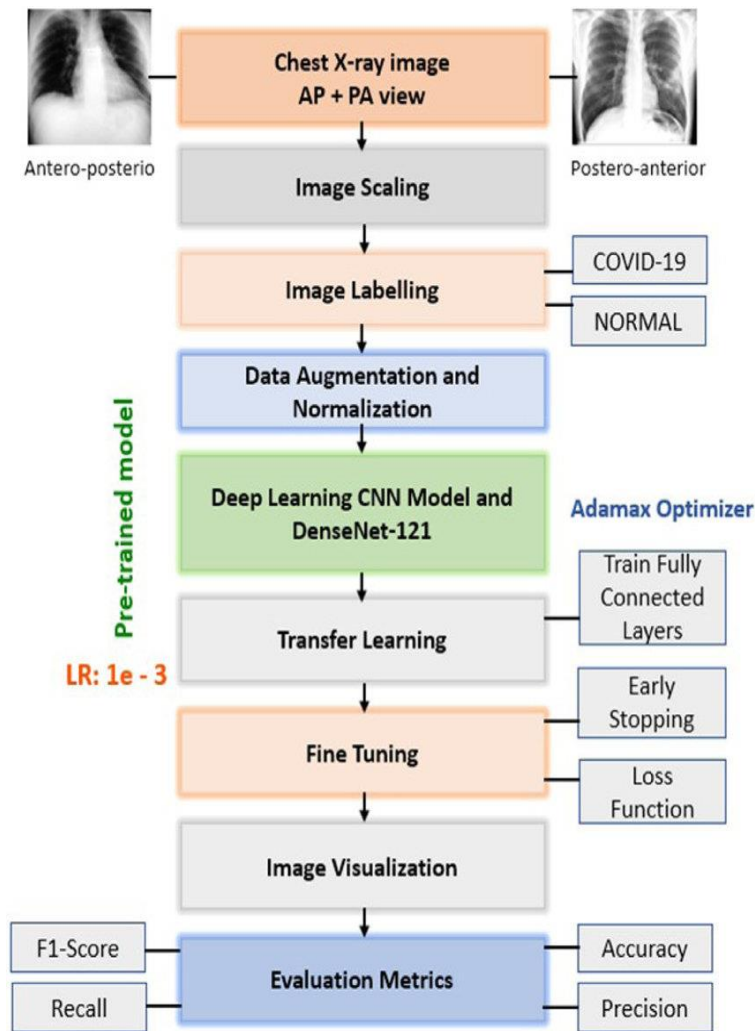 Chest X-ray image
AP + PA view
Antero-posterio
Postero-anterior
Image Scaling
Image Labelling
COVID-19
NORMAL
Data Augmentation and
Normalization
Pre-trained model
Deep Learning CNN Model and
DenseNet-121
Adamax Optimizer
Train Fully
Connected
Layers
Transfer Learning
LR: 1e - 3
Early
Stopping
Fine Tuning
Loss
Function
Image Visualization
F1-Score
Recall
Evaluation Metrics
Accuracy
Precision